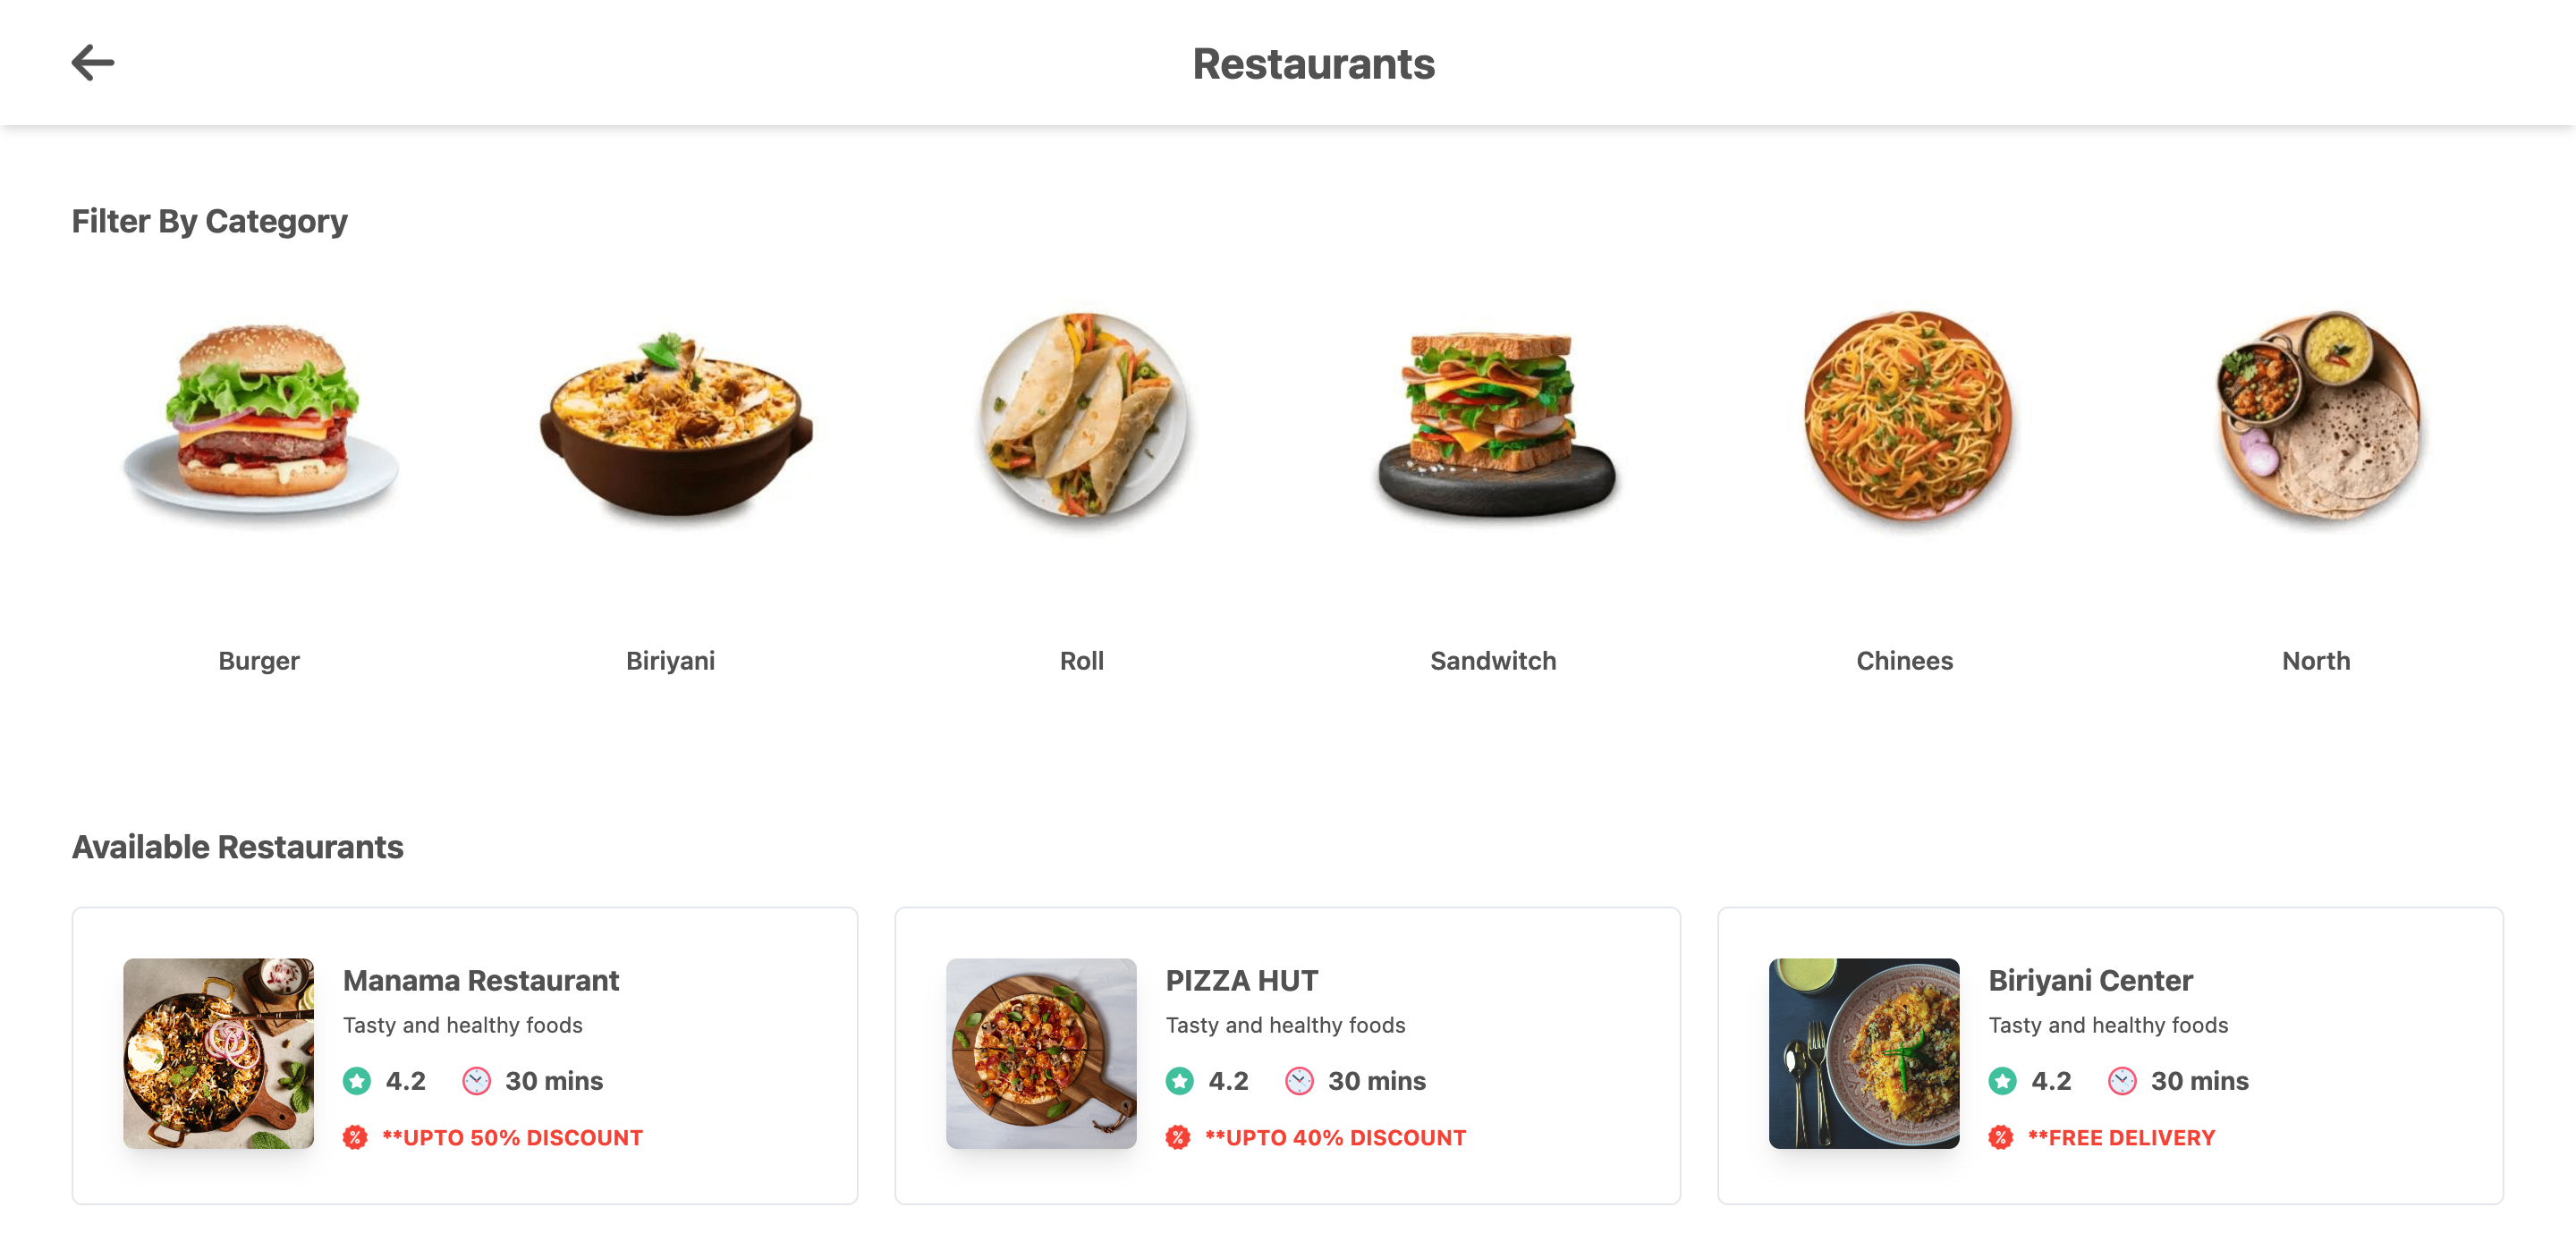 Restaurants
Filter By Category
Burger
Biriyani
Roll
Sandwitch
Chinees
North
Available Restaurants
Manama Restaurant
Tasty and healthy foods
4.2 30 mins
**UPTO 50% DISCOUNT
PIZZA HUT
Tasty and healthy foods
4.2 30 mins
**UPTO 40% DISCOUNT
Biriyani Center
Tasty and healthy foods
4.2 30 mins
**FREE DELIVERY